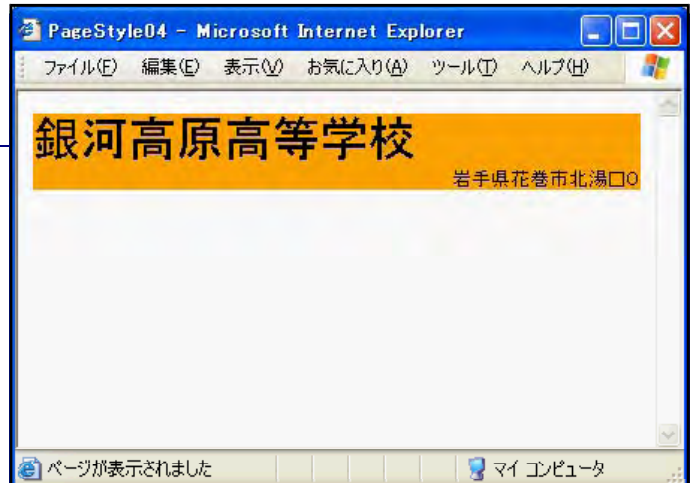 PageStyle04 - Microsoft Internet Explorer
ファイル(F) 編集(E) 表示(V) お気に入り(A) ツール(T) ヘルプ(H)
銀河高原高等学校
岩手県花巻市北湯口0
ページが表示されました マイ コンピュータ